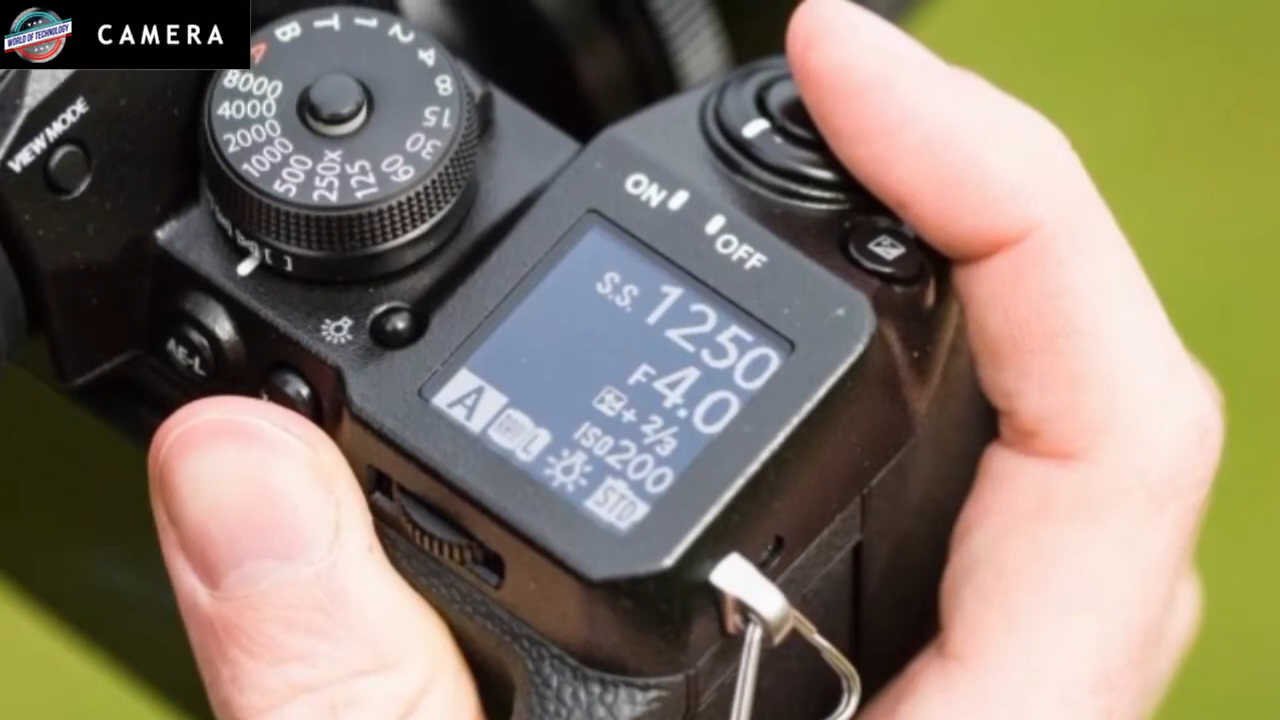 WORLD OF TECHNOLOGY
CAMERA
VIEW MODE
A B T 1 2 4 8 15 30 60 125 250x 500 1000 2000 4000 8000
ON
OFF
AE-L
S.S. 1250
F4.0
+ 2/3
ISO200
A
L
STD